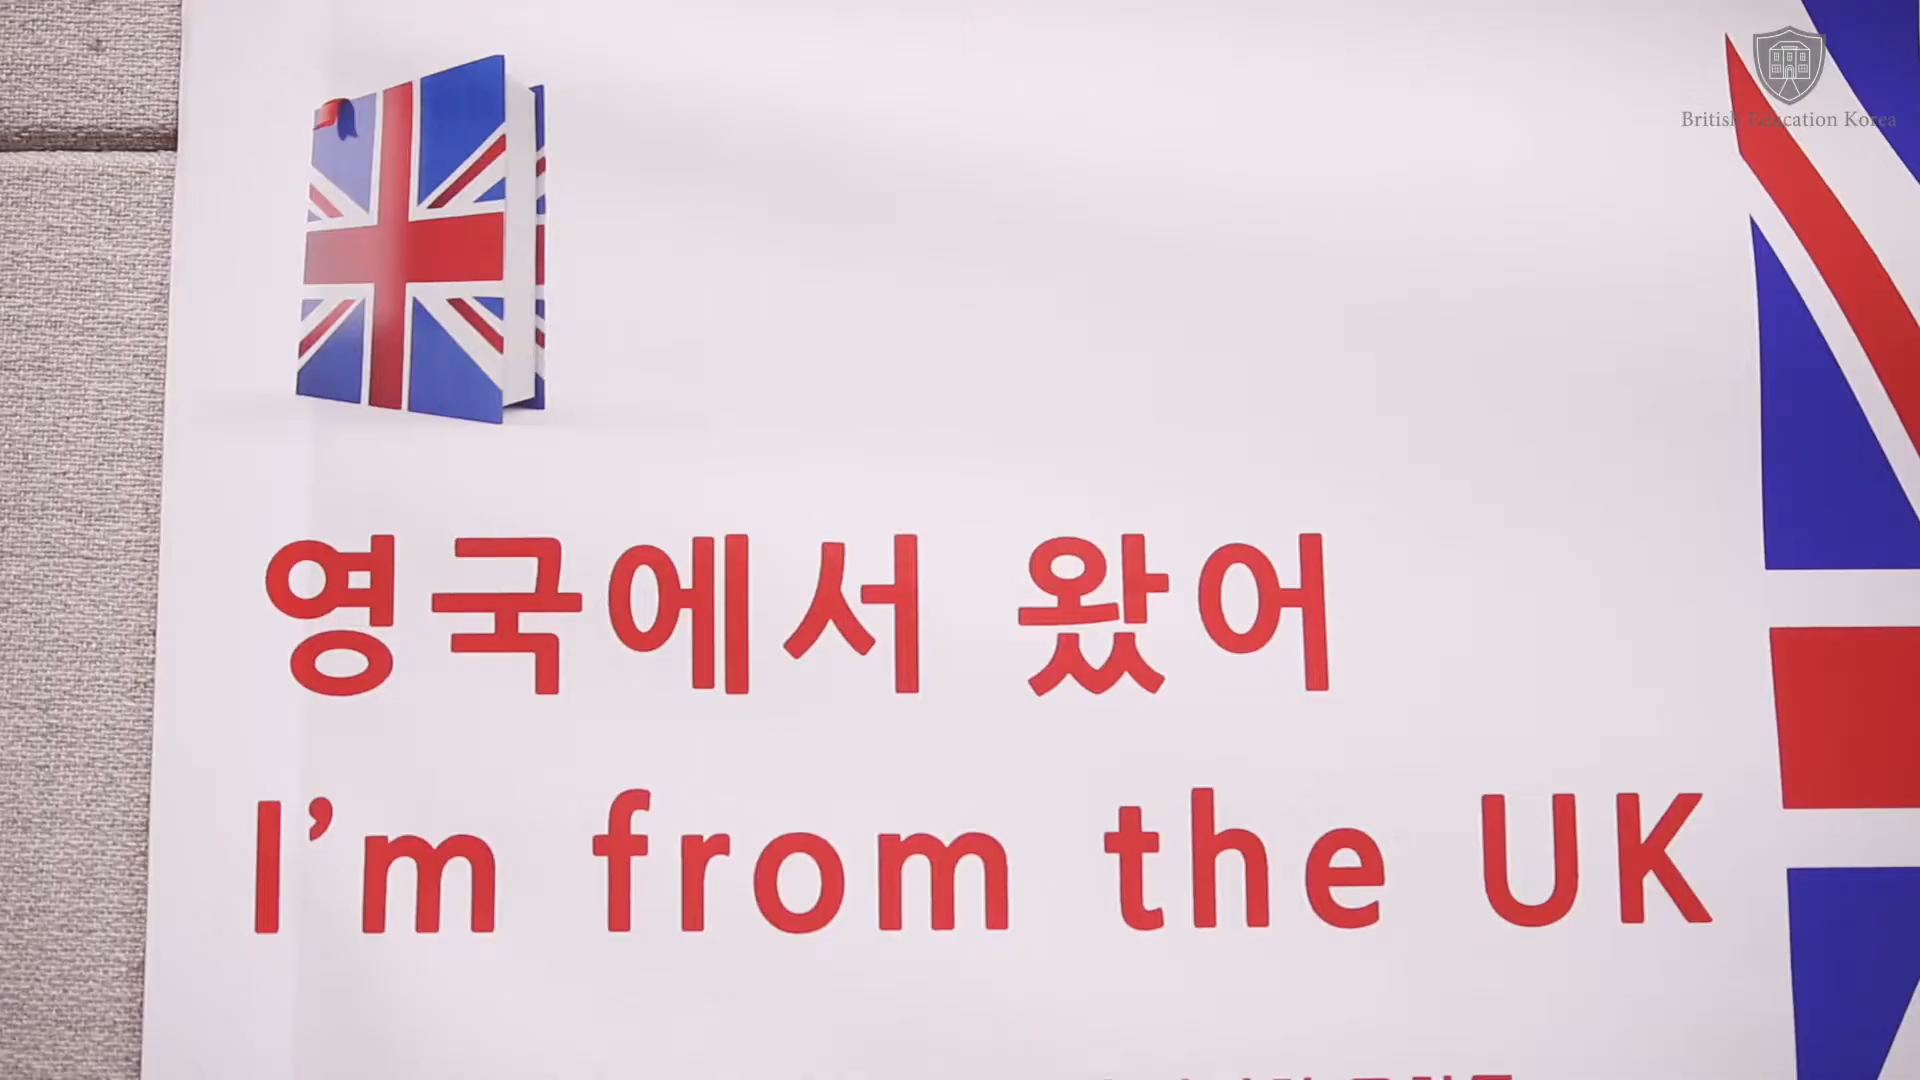 British Education Korea
영국에서 왔어
I'm from the UK